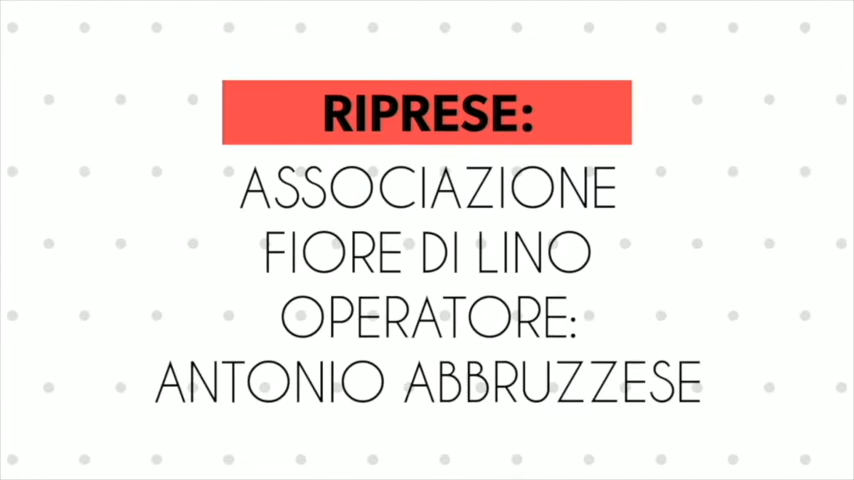 RIPRESE:
ASSOCIAZIONE
FIORE DI LINO
OPERATORE:
ANTONIO ABBRUZZESE